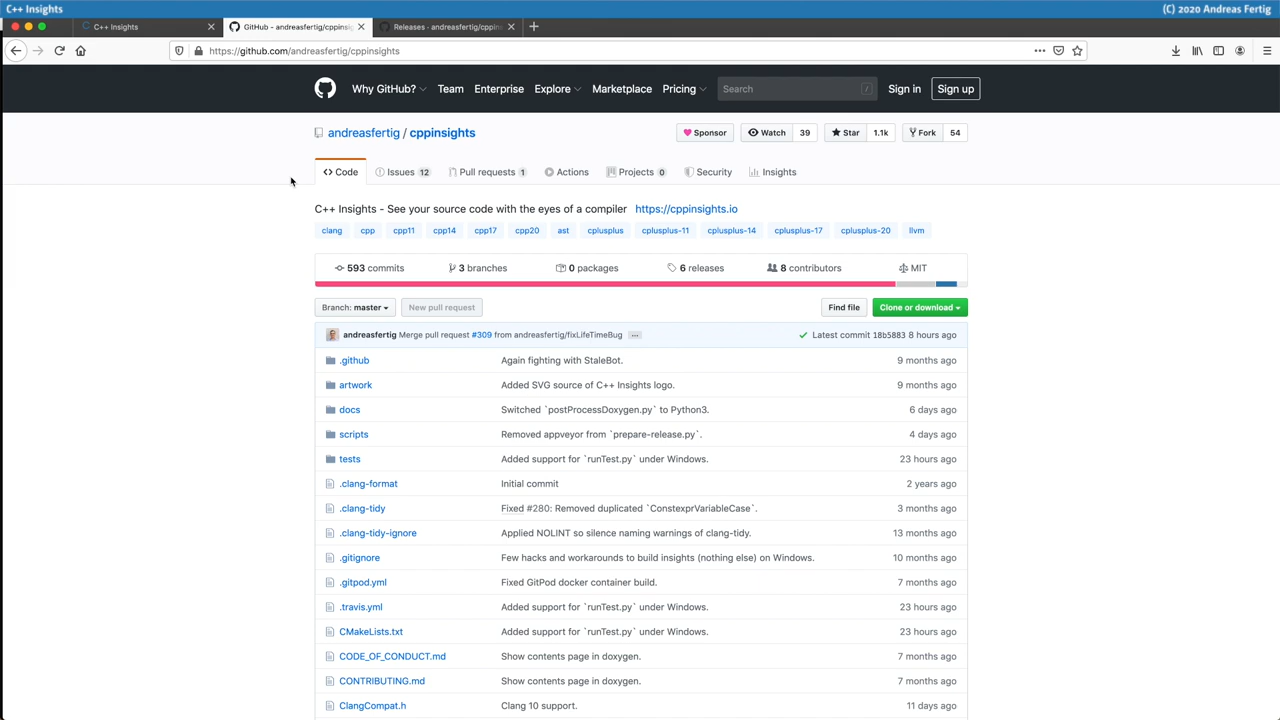 C++ Insights
(C) 2020 Andreas Fertig
C++ Insights
GitHub - andreasfertig/cppinsig
Releases · andreasfertig/cppin
https://github.com/andreasfertig/cppinsights
Why GitHub? Team Enterprise Explore Marketplace Pricing Search / Sign in Sign up
andreasfertig / cppinsights
Sponsor Watch 39 Star 1.1k Fork 54
Code Issues 12 Pull requests 1 Actions Projects 0 Security Insights
C++ Insights - See your source code with the eyes of a compiler https://cppinsights.io
clang cpp cpp11 cpp14 cpp17 cpp20 ast cplusplus cplusplus-11 cplusplus-14 cplusplus-17 cplusplus-20 llvm
593 commits 3 branches 0 packages 6 releases 8 contributors MIT
Branch: master New pull request Find file Clone or download
andreasfertig Merge pull request #309 from andreasfertig/fixLifeTimeBug ... Latest commit 18b5883 8 hours ago
.github Again fighting with StaleBot. 9 months ago
artwork Added SVG source of C++ Insights logo. 9 months ago
docs Switched `postProcessDoxygen.py` to Python3. 6 days ago
scripts Removed appveyor from `prepare-release.py`. 4 days ago
tests Added support for `runTest.py` under Windows. 23 hours ago
.clang-format Initial commit 2 years ago
.clang-tidy Fixed #280: Removed duplicated `ConstexprVariableCase`. 3 months ago
.clang-tidy-ignore Applied NOLINT so silence naming warnings of clang-tidy. 13 months ago
.gitignore Few hacks and workarounds to build insights (nothing else) on Windows. 10 months ago
.gitpod.yml Fixed GitPod docker container build. 7 months ago
.travis.yml Added support for `runTest.py` under Windows. 23 hours ago
CMakeLists.txt Added support for `runTest.py` under Windows. 23 hours ago
CODE_OF_CONDUCT.md Show contents page in doxygen. 7 months ago
CONTRIBUTING.md Show contents page in doxygen. 7 months ago
ClangCompat.h Clang 10 support. 11 days ago